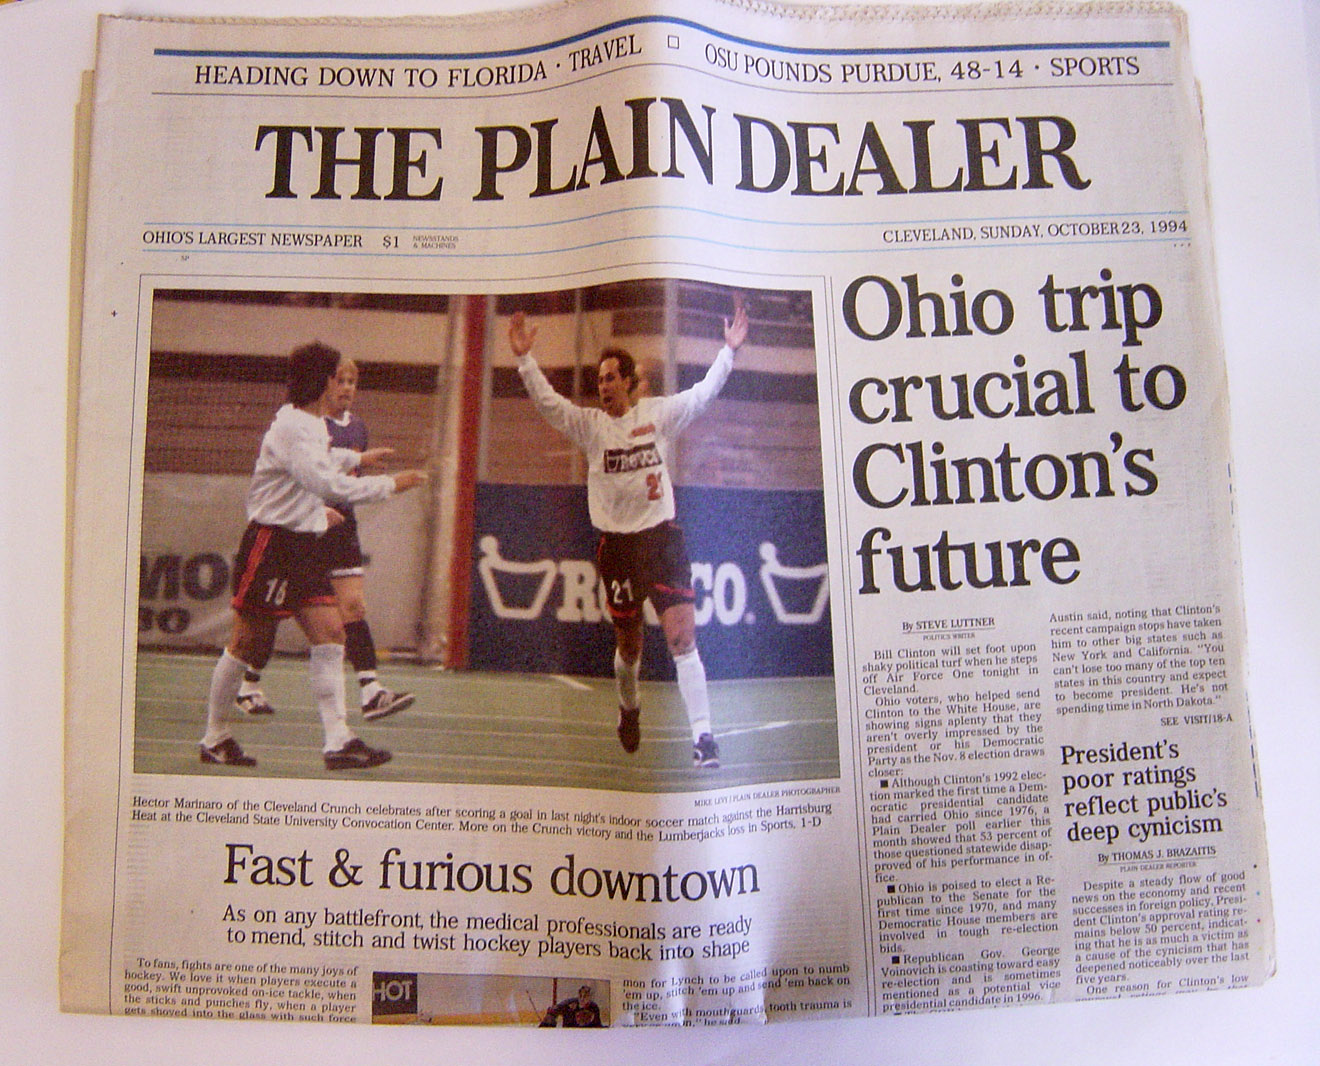 HEADING DOWN TO FLORIDA · TRAVEL □ OSU POUNDS PURDUE, 48-14 · SPORTS
THE PLAIN DEALER
OHIO'S LARGEST NEWSPAPER $1 NEWSSTANDS
& MACHINES
CLEVELAND, SUNDAY, OCTOBER 23, 1994
SP
16
ROUCO
21
21
MO
30
RO CO.
MIKE LEVY / PLAIN DEALER PHOTOGRAPHER
Hector Marinaro of the Cleveland Crunch celebrates after scoring a goal in last night's indoor soccer match against the Harrisburg
Heat at the Cleveland State University Convocation Center. More on the Crunch victory and the Lumberjacks loss in Sports, 1-D
Fast & furious downtown
As on any battlefront, the medical professionals are ready
to mend, stitch and twist hockey players back into shape
To fans, fights are one of the many joys of
hockey. We love it when players execute a
good, swift unprovoked on-ice tackle, when
the sticks and punches fly, when a player
gets shoved into the glass with such force
HOT
mon for Lynch to be called upon to numb
'em up, stitch 'em up and send 'em back on
the ice.
"Even with mouthguards, tooth trauma is
he said
Ohio trip
crucial to
Clinton's
future
By STEVE LUTTNER
POLITICS WRITER
Bill Clinton will set foot upon
shaky political turf when he steps
off Air Force One tonight in
Cleveland.
Ohio voters, who helped send
Clinton to the White House, are
showing signs aplenty that they
aren't overly impressed by the
president or his Democratic
Party as the Nov. 8 election draws
closer:
■ Although Clinton's 1992 elec-
tion marked the first time a Dem-
ocratic presidential candidate
had carried Ohio since 1976, a
Plain Dealer poll earlier this
month showed that 53 percent of
those questioned statewide disap-
proved of his performance in of-
fice.
■ Ohio is poised to elect a Re-
publican to the Senate for the
first time since 1970, and many
Democratic House members are
involved in tough re-election
bids.
■ Republican Gov. George
Voinovich is coasting toward easy
re-election and is sometimes
mentioned as a potential vice
presidential candidate in 1996.
Austin said, noting that Clinton's
recent campaign stops have taken
him to other big states such as
New York and California. "You
can't lose too many of the top ten
states in this country and expect
to become president. He's not
spending time in North Dakota."
SEE VISIT/18-A
President's
poor ratings
reflect public's
deep cynicism
By THOMAS J. BRAZAITIS
PLAIN DEALER REPORTER
Despite a steady flow of good
news on the economy and recent
successes in foreign policy, Presi-
dent Clinton's approval rating re-
mains below 50 percent, indicat-
ing that he is as much a victim as
a cause of the cynicism that has
deepened noticeably over the last
five years.
One reason for Clinton's low